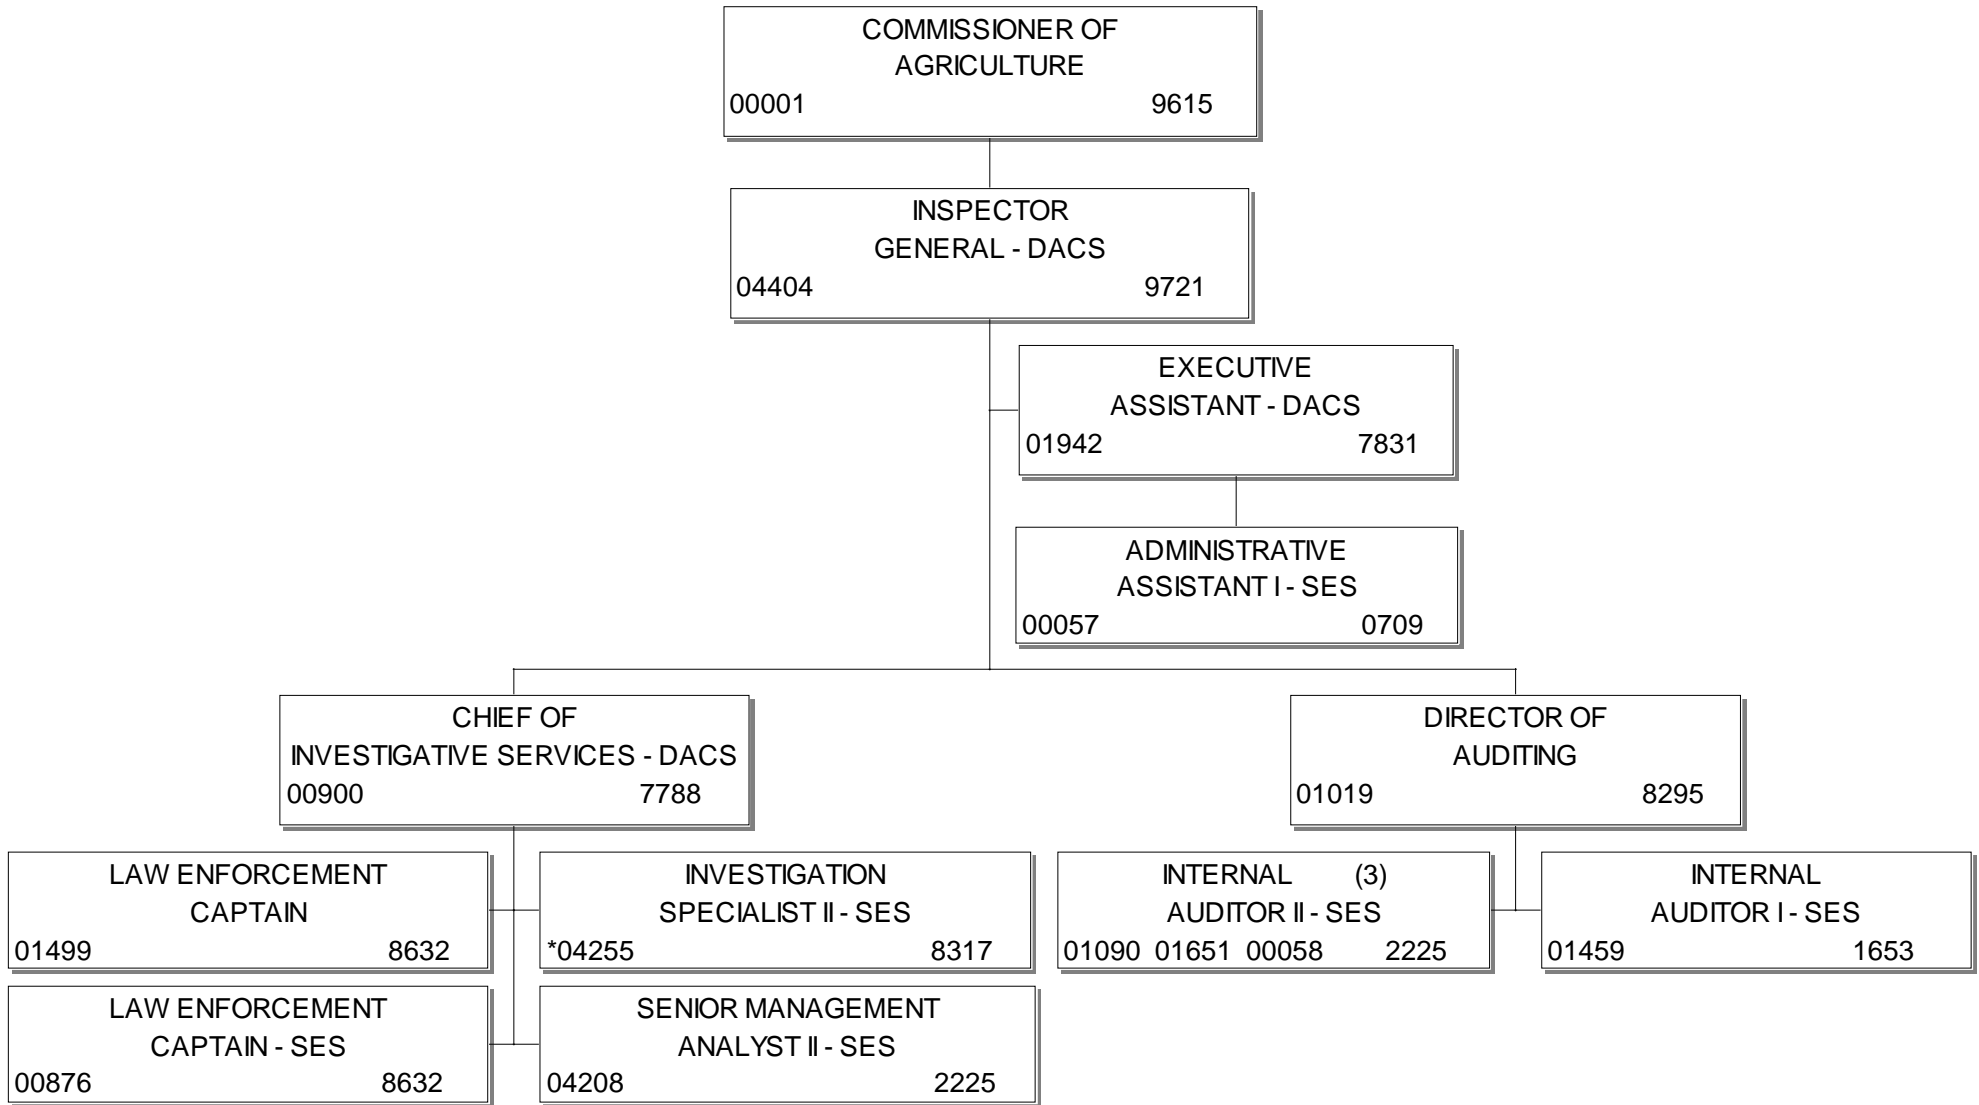 COMMISSIONER OF
AGRICULTURE
00001 9615
INSPECTOR
GENERAL - DACS
04404 9721
EXECUTIVE
ASSISTANT - DACS
01942 7831
ADMINISTRATIVE
ASSISTANT I - SES
00057 0709
CHIEF OF
INVESTIGATIVE SERVICES - DACS
00900 7788
DIRECTOR OF
AUDITING
01019 8295
LAW ENFORCEMENT
CAPTAIN
01499 8632
INVESTIGATION
SPECIALIST II - SES
*04255 8317
INTERNAL (3)
AUDITOR II - SES
01090 01651 00058 2225
INTERNAL
AUDITOR I - SES
01459 1653
LAW ENFORCEMENT
CAPTAIN - SES
00876 8632
SENIOR MANAGEMENT
ANALYST II - SES
04208 2225